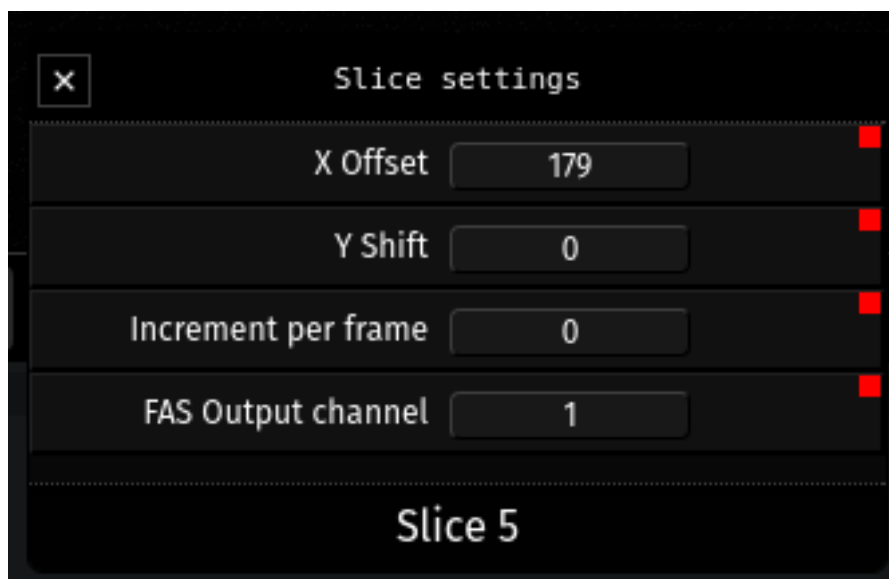 × Slice settings
X Offset 179
Y Shift 0
Increment per frame 0
FAS Output channel 1
Slice 5